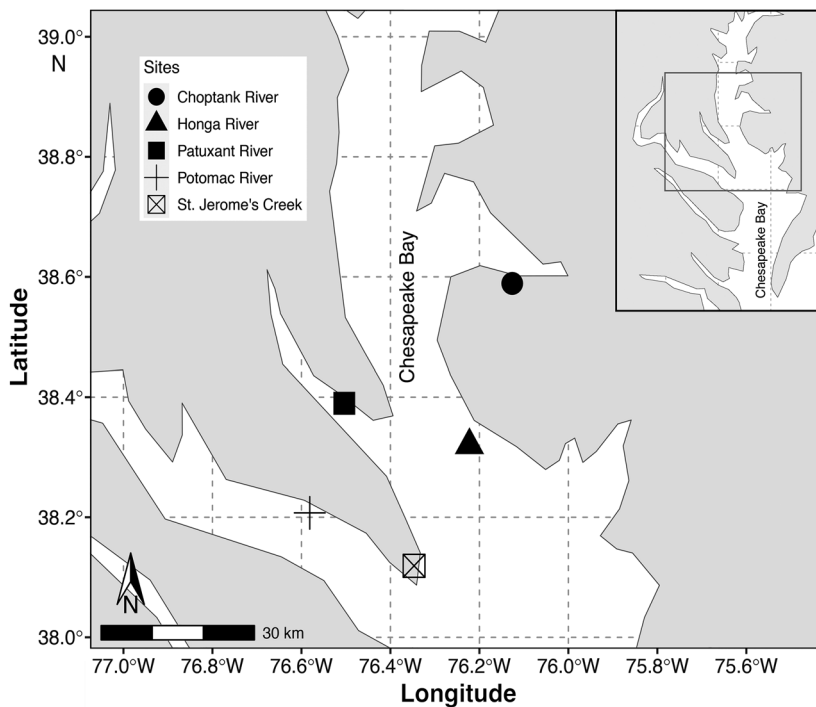 39.0°
N
38.8°
38.6°
38.4°
38.2°
38.0°
Latitude
Sites
Choptank River
Honga River
Patuxant River
Potomac River
St. Jerome's Creek
Chesapeake Bay
Chesapeake Bay
N
30 km
77.0°W 76.8°W 76.6°W 76.4°W 76.2°W 76.0°W 75.8°W 75.6°W
Longitude